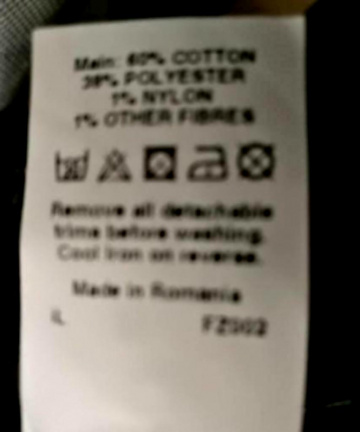 Main: 60% COTTON
38% POLYESTER
1% NYLON
1% OTHER FIBRES
Remove all detachable
trims before washing.
Cool iron on reverse.
Made in Romania
FZ002